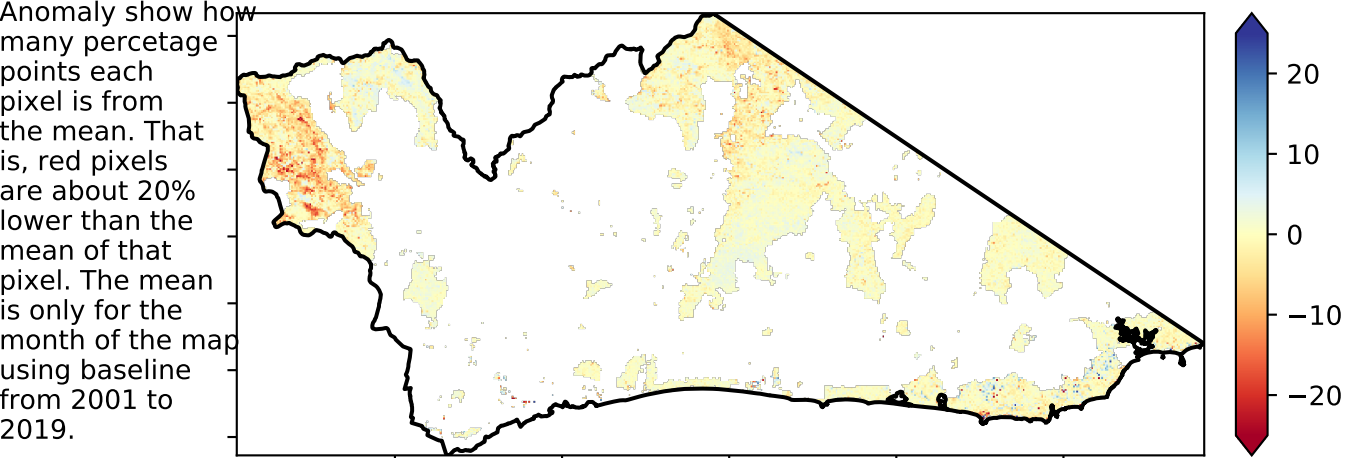 Anomaly show how
many percetage
points each
pixel is from
the mean. That
is, red pixels
are about 20%
lower than the
mean of that
pixel. The mean
is only for the
month of the map
using baseline
from 2001 to
2019.
20
10
0
−10
−20